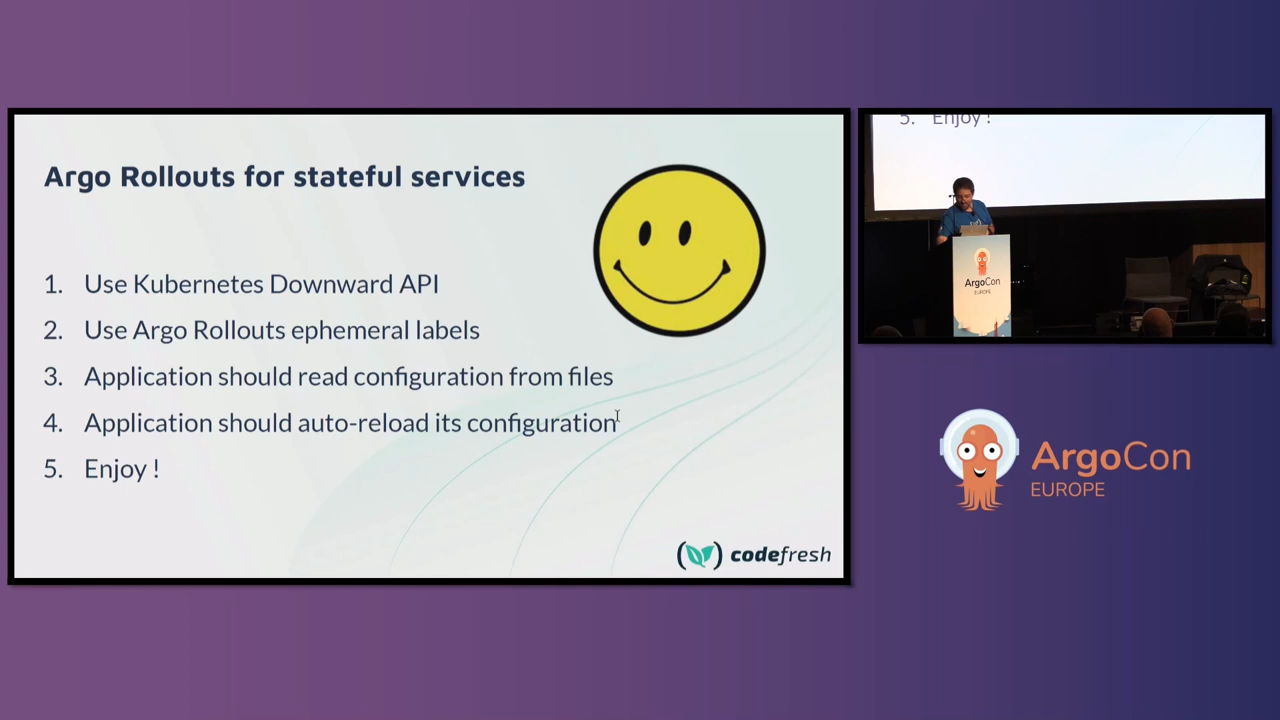 Argo Rollouts for stateful services
1. Use Kubernetes Downward API
2. Use Argo Rollouts ephemeral labels
3. Application should read configuration from files
4. Application should auto-reload its configuration
5. Enjoy !
codefresh
5. Enjoy !
ArgoCon
EUROPE
ArgoCon
EUROPE